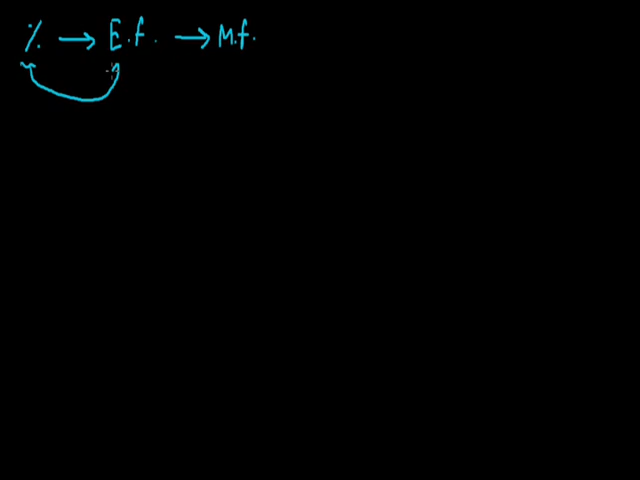 % → E.f. → M.f.